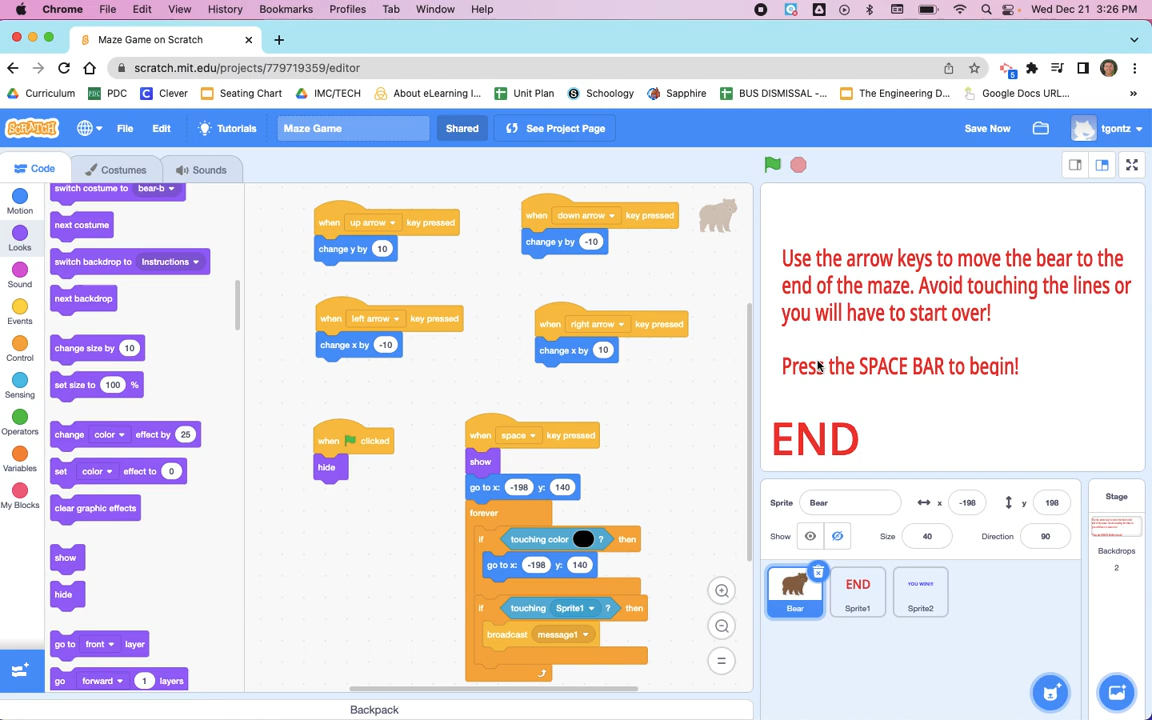 Chrome File Edit View History Bookmarks Profiles Tab Window Help Wed Dec 21 3:26 PM
Maze Game on Scratch
scratch.mit.edu/projects/779719359/editor
5
Curriculum PDC Clever Seating Chart IMC/TECH About eLearning I... Unit Plan Schoology Sapphire BUS DISMISSAL -... The Engineering D... Google Docs URL... »
SCRATCH File Edit Tutorials Maze Game Shared See Project Page Save Now tgontz
Code Costumes Sounds
Motion
Looks
Sound
Events
Control
Sensing
Operators
Variables
My Blocks
switch costume to bear-b
next costume
switch backdrop to Instructions
next backdrop
change size by 10
set size to 100 %
change color effect by 25
set color effect to 0
clear graphic effects
show
hide
go to front layer
go forward 1 layers
when up arrow key pressed
change y by 10
when down arrow key pressed
change y by -10
when left arrow key pressed
change x by -10
when right arrow key pressed
change x by 10
when clicked
hide
when space key pressed
show
go to x: -198 y: 140
forever
if touching color ? then
go to x: -198 y: 140
if touching Sprite1 ? then
broadcast message1
Use the arrow keys to move the bear to the
end of the maze. Avoid touching the lines or
you will have to start over!
Press the SPACE BAR to begin!
END
Sprite Bear x -198 y 198
Show Size 40 Direction 90
Bear
END
Sprite1
YOU WIN!!!
Sprite2
Stage
Backdrops
2
Backpack